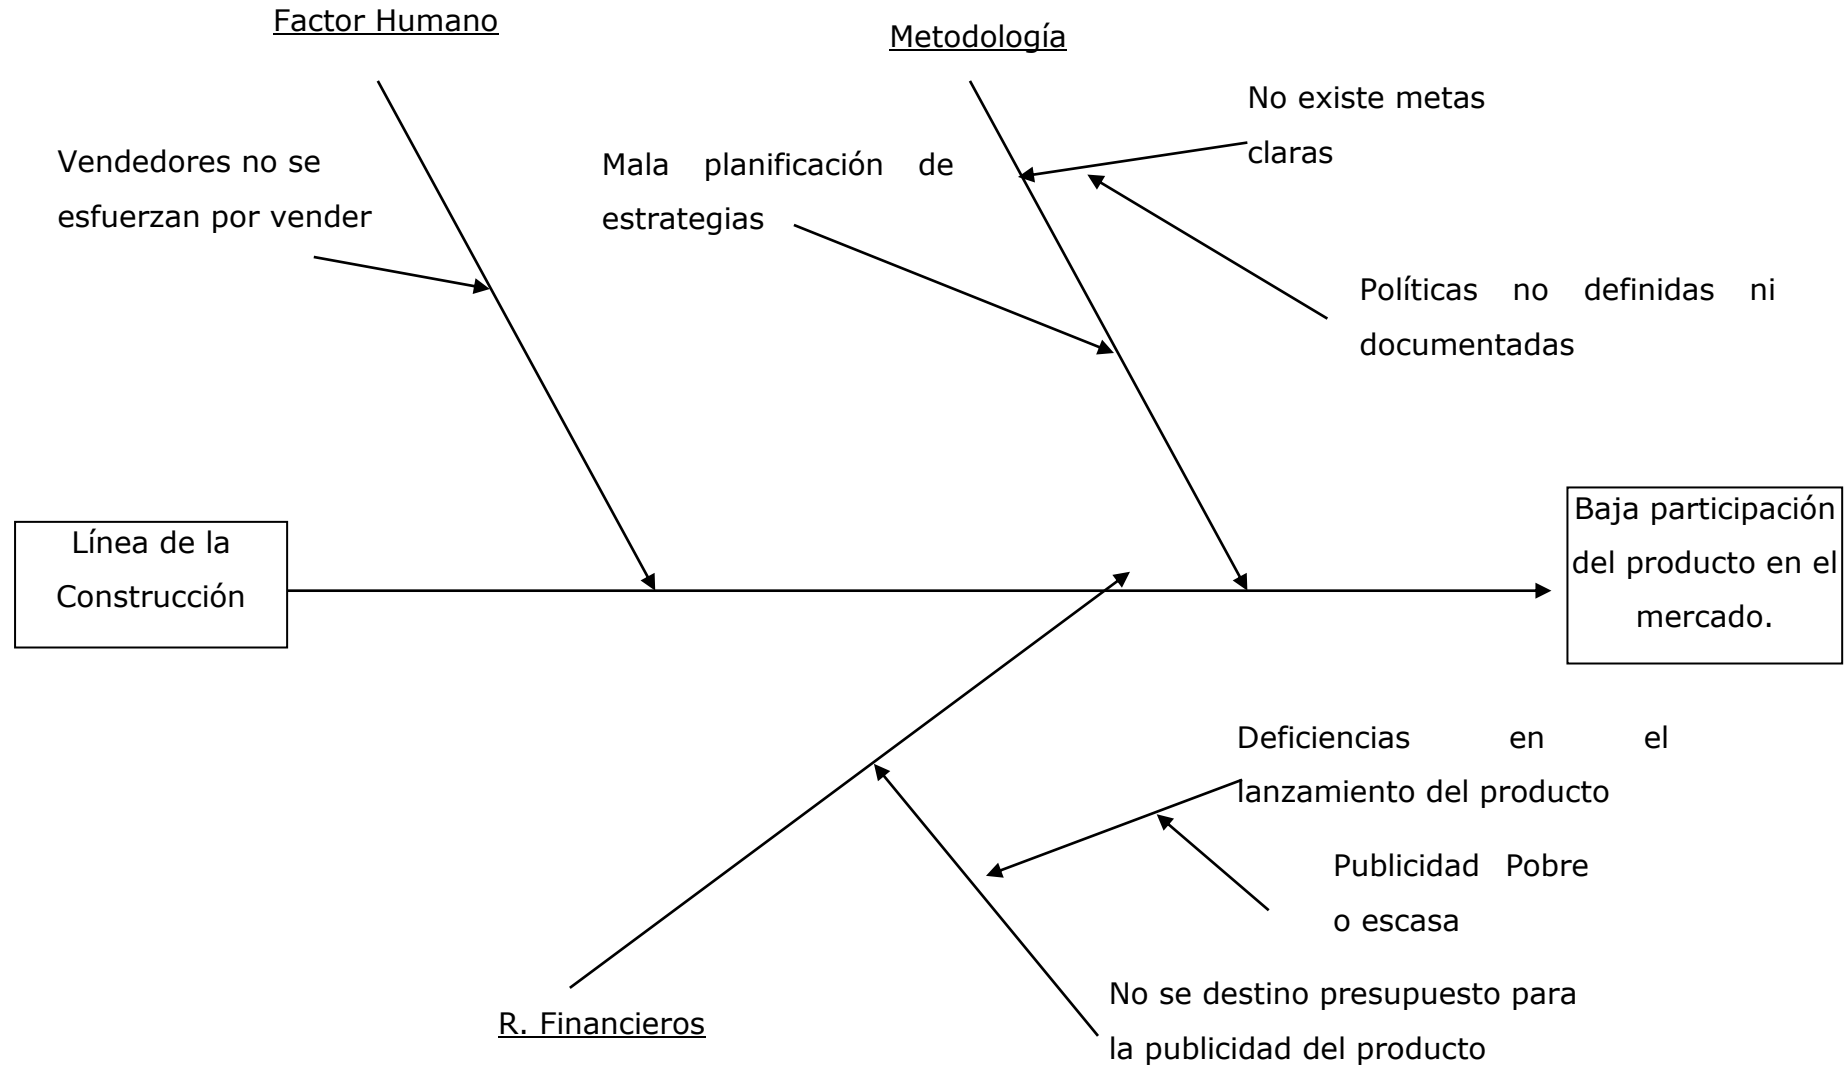 Factor Humano
Metodología
No existe metas
claras
Vendedores no se
esfuerzan por vender
Mala planificación de
estrategias
Políticas no definidas ni
documentadas
Línea de la
Construcción
Baja participación
del producto en el
mercado.
Deficiencias en el
lanzamiento del producto
Publicidad Pobre
o escasa
No se destino presupuesto para
la publicidad del producto
R. Financieros